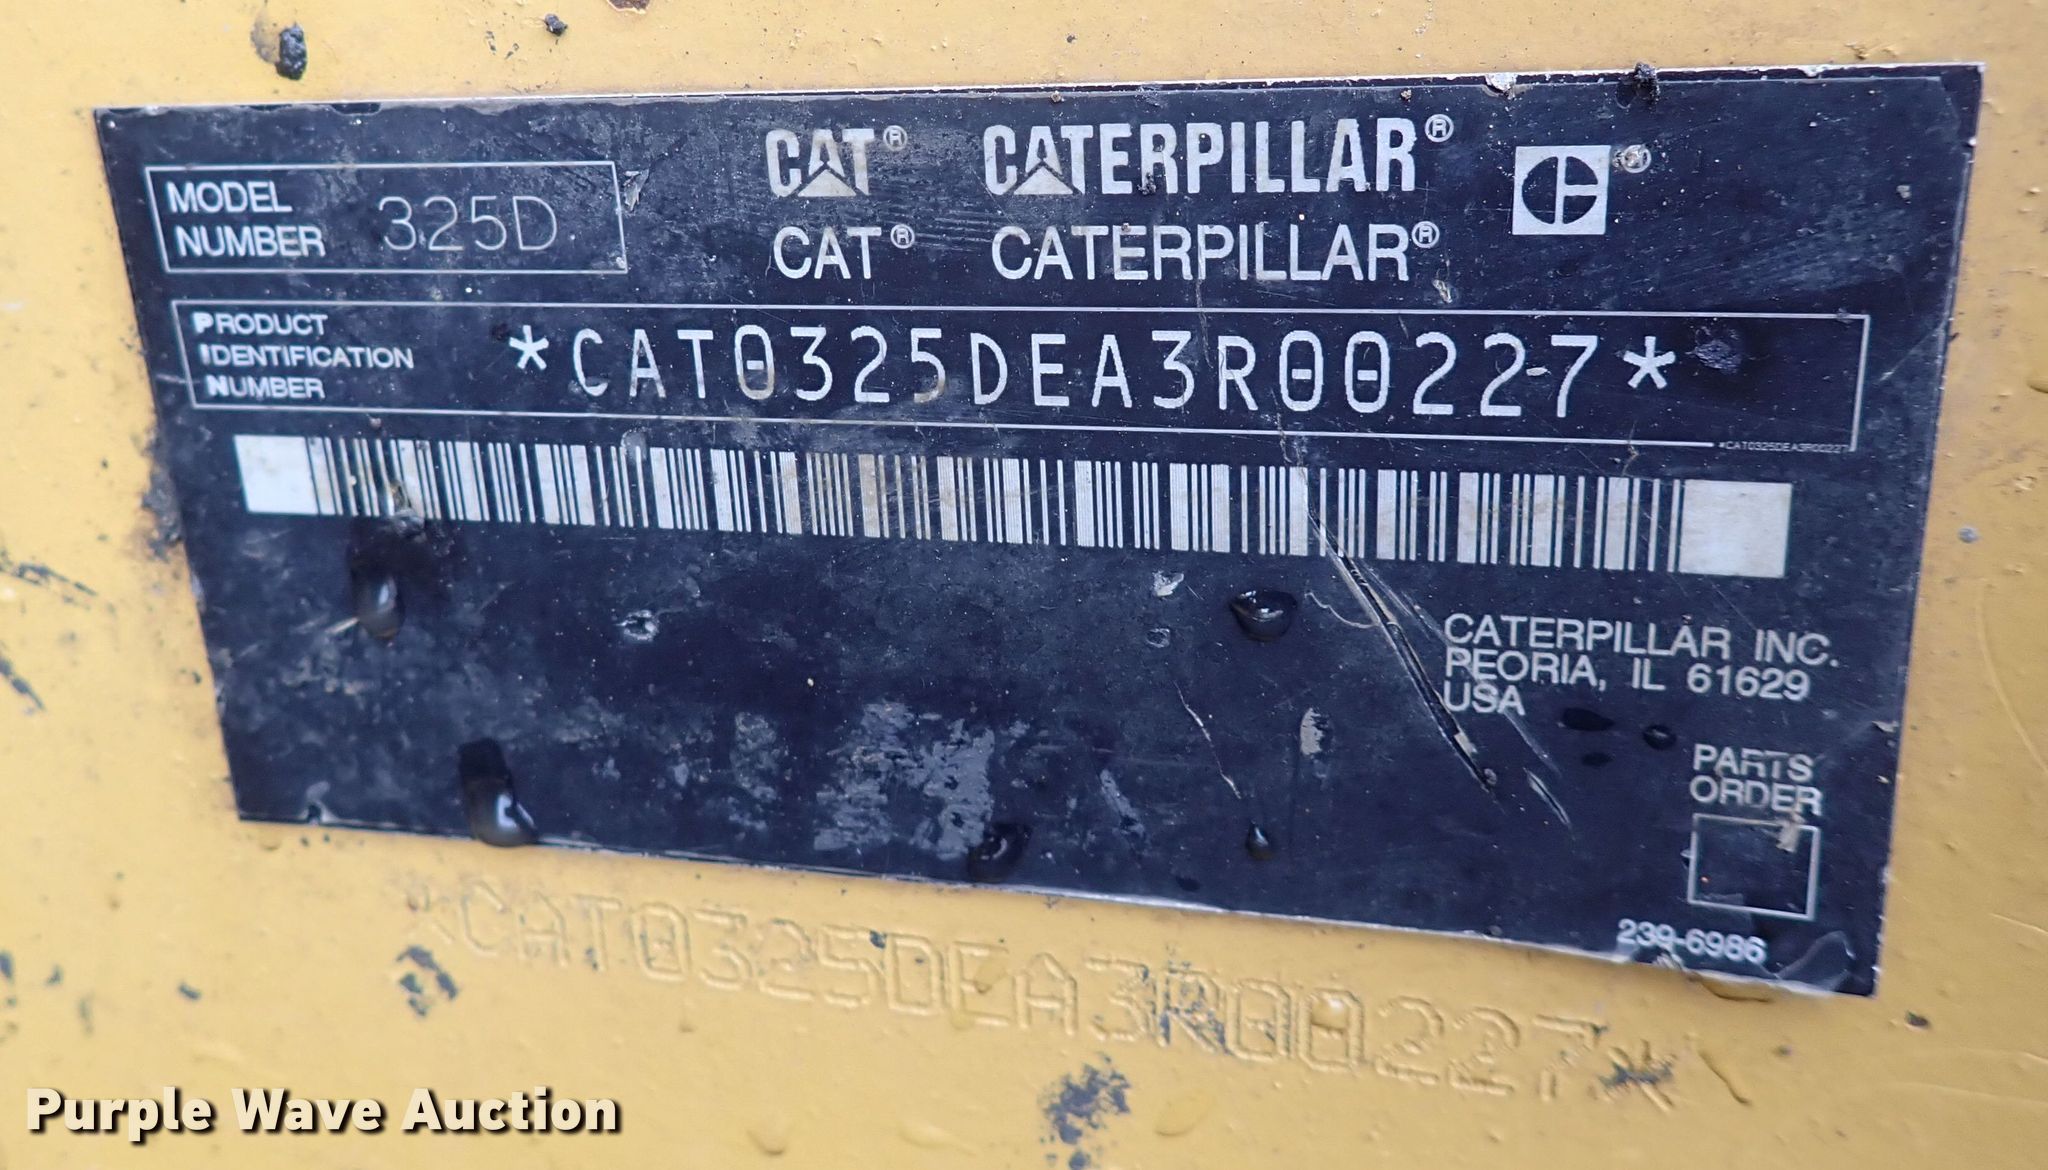 MODEL NUMBER 325D
CAT® CATERPILLAR®
CAT® CATERPILLAR®
PRODUCT
IDENTIFICATION
NUMBER
*CAT0325DEA3R00227*
*CAT0325DEA3R00227*
CATERPILLAR INC.
PEORIA, IL 61629
USA
PARTS
ORDER
239-6986
*CAT0325DEA3R00227*
Purple Wave Auction